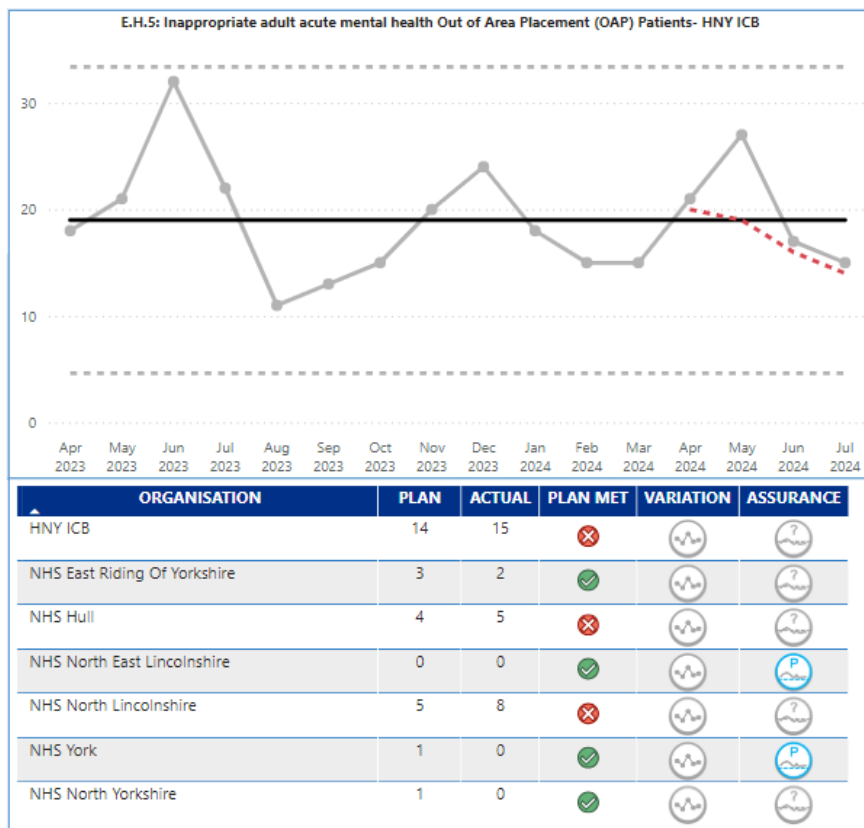 E.H.5: Inappropriate adult acute mental health Out of Area Placement (OAP) Patients- HNY ICB
30
20
10
0
Apr May Jun Jul Aug Sep Oct Nov Dec Jan Feb Mar Apr May Jun Jul
2023 2023 2023 2023 2023 2023 2023 2023 2023 2024 2024 2024 2024 2024 2024 2024
ORGANISATION PLAN ACTUAL PLAN MET VARIATION ASSURANCE
HNY ICB 14 15 ?
NHS East Riding Of Yorkshire 3 2 ?
NHS Hull 4 5 ?
NHS North East Lincolnshire 0 0 P
NHS North Lincolnshire 5 8 ?
NHS York 1 0 P
NHS North Yorkshire 1 0 ?